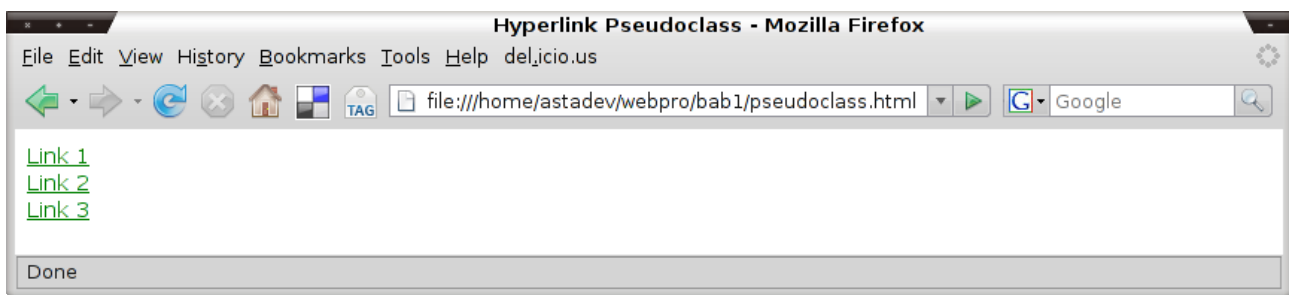 Hyperlink Pseudoclass - Mozilla Firefox
File Edit View History Bookmarks Tools Help del.icio.us
TAG file:///home/astadev/webpro/bab1/pseudoclass.html G Google
Link 1
Link 2
Link 3
Done